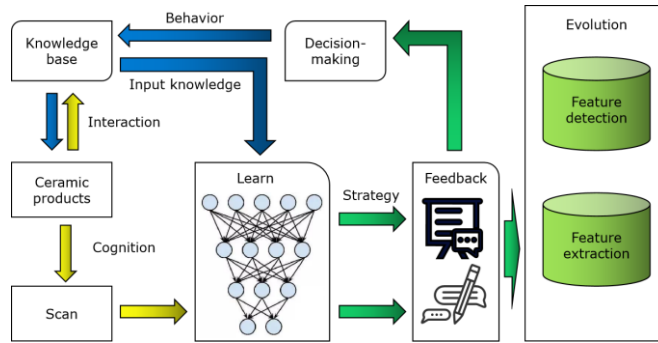 Behavior
Evolution
Knowledge
base
Decision-
making
Input knowledge
Feature
detection
Interaction
Ceramic
products
Learn
Strategy
Feedback
Cognition
Feature
extraction
Scan